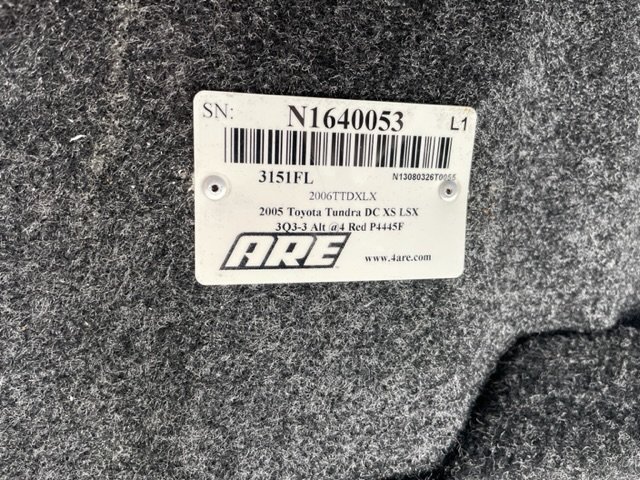 SN: N1640053 L1
3151FL N13080326T0055
2006TTDXLX
2005 Toyota Tundra DC XS LSX
3Q3-3 Alt @4 Red P4445F
ARE www.4are.com